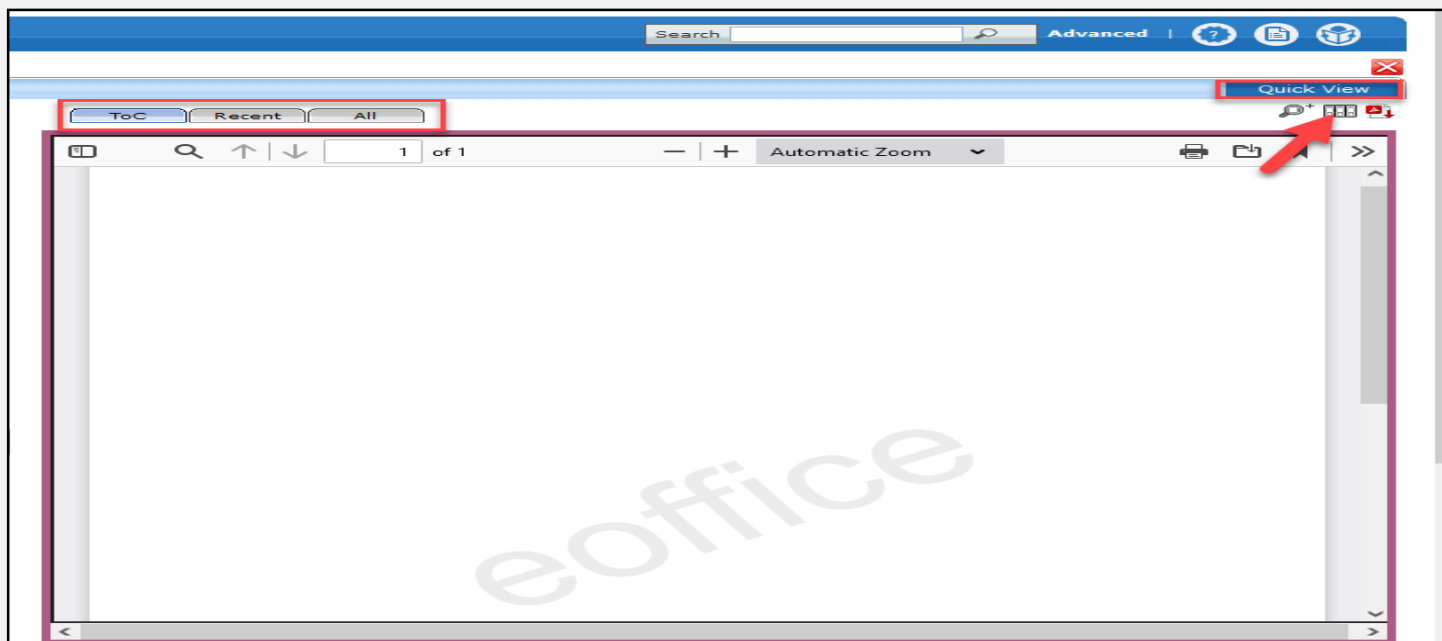 Search
Advanced
Quick View
ToC Recent All
1 of 1 Automatic Zoom
eoffice